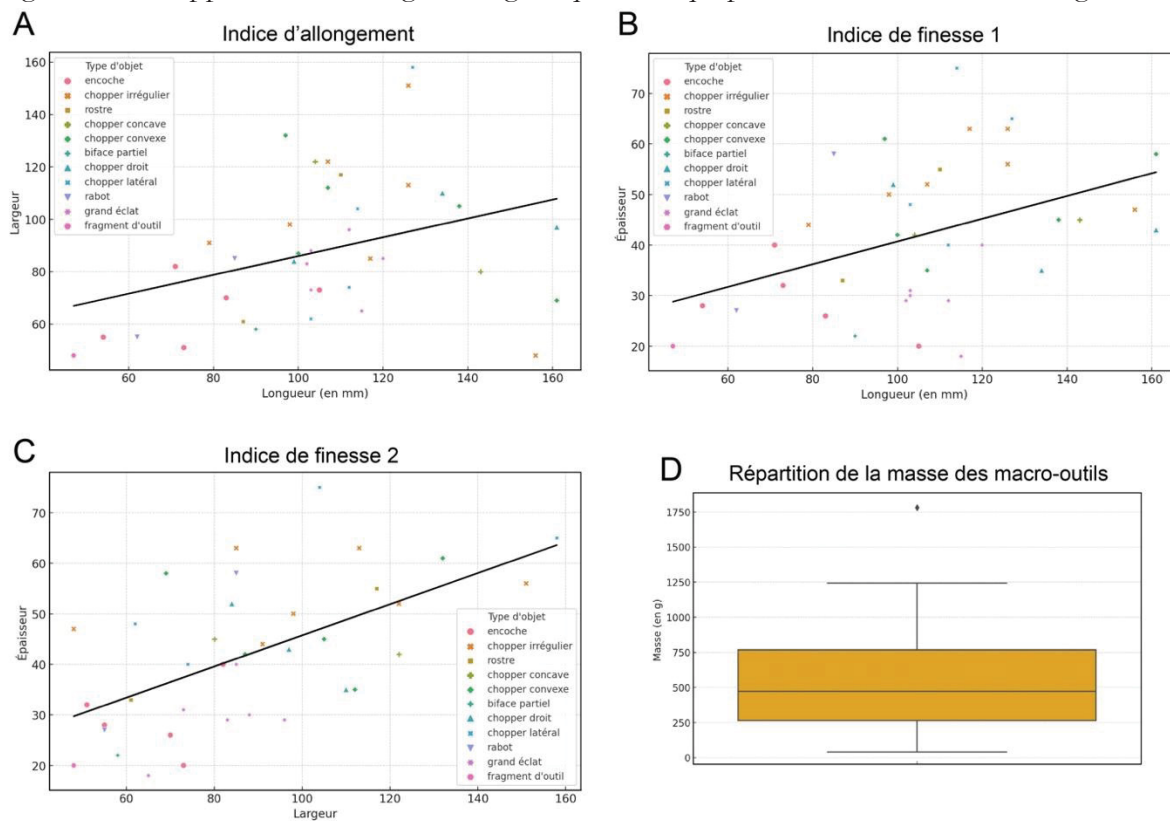 A
Indice d'allongement
Largeur
160
140
120
100
80
60
Type d'objet
encoche
chopper irrégulier
rostre
chopper concave
chopper convexe
biface partiel
chopper droit
chopper latéral
rabot
grand éclat
fragment d'outil
60 80 100 120 140 160
Longueur (en mm)
B
Indice de finesse 1
Épaisseur
70
60
50
40
30
20
Type d'objet
encoche
chopper irrégulier
rostre
chopper concave
chopper convexe
biface partiel
chopper droit
chopper latéral
rabot
grand éclat
fragment d'outil
60 80 100 120 140 160
Longueur (en mm)
C
Indice de finesse 2
Épaisseur
70
60
50
40
30
20
Type d'objet
encoche
chopper irrégulier
rostre
chopper concave
chopper convexe
biface partiel
chopper droit
chopper latéral
rabot
grand éclat
fragment d'outil
60 80 100 120 140 160
Largeur
D
Répartition de la masse des macro-outils
Masse (en g)
1750
1500
1250
1000
750
500
250
0